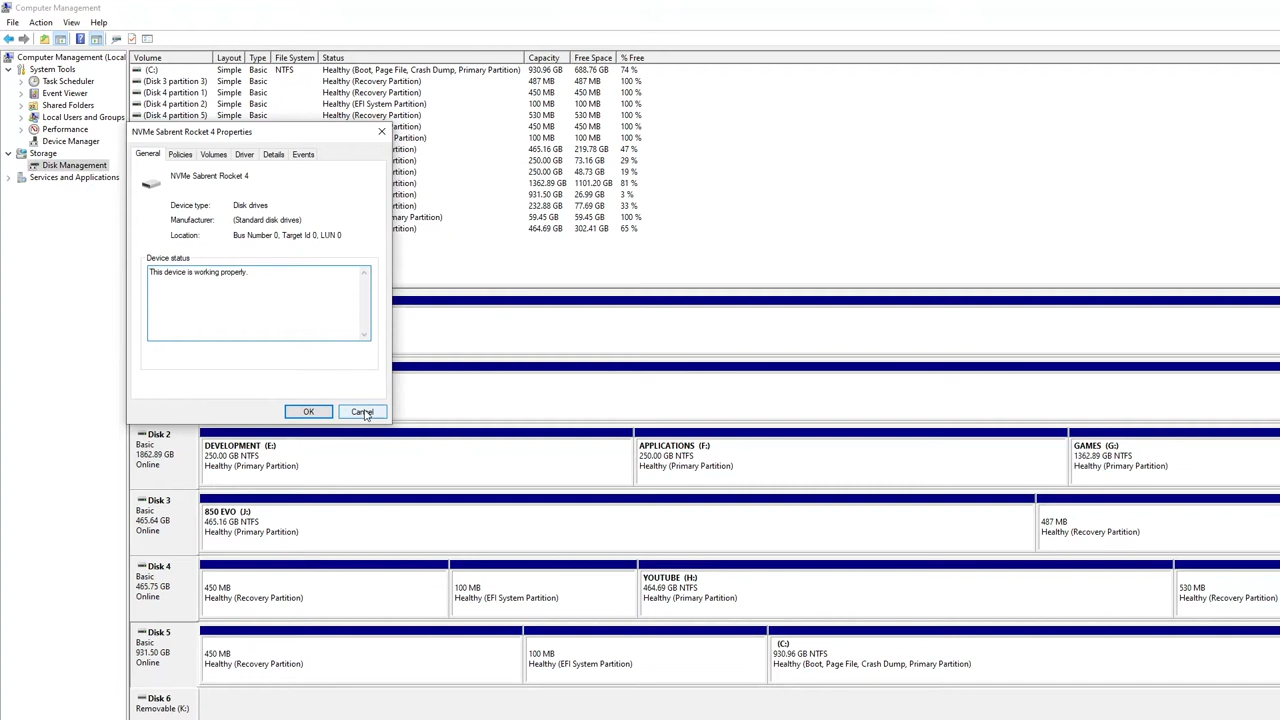 Computer Management
File Action View Help
Computer Management (Local
System Tools
Task Scheduler
Event Viewer
Shared Folders
Local Users and Groups
Performance
Device Manager
Storage
Disk Management
Services and Applications
Volume Layout Type File System Status Capacity Free Space % Free
(C:) Simple Basic NTFS Healthy (Boot, Page File, Crash Dump, Primary Partition) 930.96 GB 688.76 GB 74 %
(Disk 3 partition 3) Simple Basic Healthy (Recovery Partition) 487 MB 487 MB 100 %
(Disk 4 partition 1) Simple Basic Healthy (Recovery Partition) 450 MB 450 MB 100 %
(Disk 4 partition 2) Simple Basic Healthy (EFI System Partition) 100 MB 100 MB 100 %
(Disk 4 partition 5) Simple Basic Healthy (Recovery Partition) 530 MB 530 MB 100 %
artition) 450 MB 450 MB 100 %
artition) 100 MB 100 MB 100 %
artition) 465.16 GB 219.78 GB 47 %
artition) 250.00 GB 73.16 GB 29 %
artition) 250.00 GB 48.73 GB 19 %
artition) 1362.89 GB 1101.20 GB 81 %
artition) 931.50 GB 26.99 GB 3 %
artition) 232.88 GB 77.69 GB 33 %
mary Partition) 59.45 GB 59.45 GB 100 %
artition) 464.69 GB 302.41 GB 65 %
NVMe Sabrent Rocket 4 Properties
General Policies Volumes Driver Details Events
NVMe Sabrent Rocket 4
Device type: Disk drives
Manufacturer: (Standard disk drives)
Location: Bus Number 0, Target Id 0, LUN 0
Device status
This device is working properly.
OK Cancel
Disk 2
Basic
1862.89 GB
Online
DEVELOPMENT (E:)
250.00 GB NTFS
Healthy (Primary Partition)
APPLICATIONS (F:)
250.00 GB NTFS
Healthy (Primary Partition)
GAMES (G:)
1362.89 GB NTFS
Healthy (Primary Partition)
Disk 3
Basic
465.64 GB
Online
850 EVO (J:)
465.16 GB NTFS
Healthy (Primary Partition)
487 MB
Healthy (Recovery Partition)
Disk 4
Basic
465.75 GB
Online
450 MB
Healthy (Recovery Partition)
100 MB
Healthy (EFI System Partition)
YOUTUBE (H:)
464.69 GB NTFS
Healthy (Primary Partition)
530 MB
Healthy (Recovery Partition)
Disk 5
Basic
931.50 GB
Online
450 MB
Healthy (Recovery Partition)
100 MB
Healthy (EFI System Partition)
(C:)
930.96 GB NTFS
Healthy (Boot, Page File, Crash Dump, Primary Partition)
Disk 6
Removable (K:)